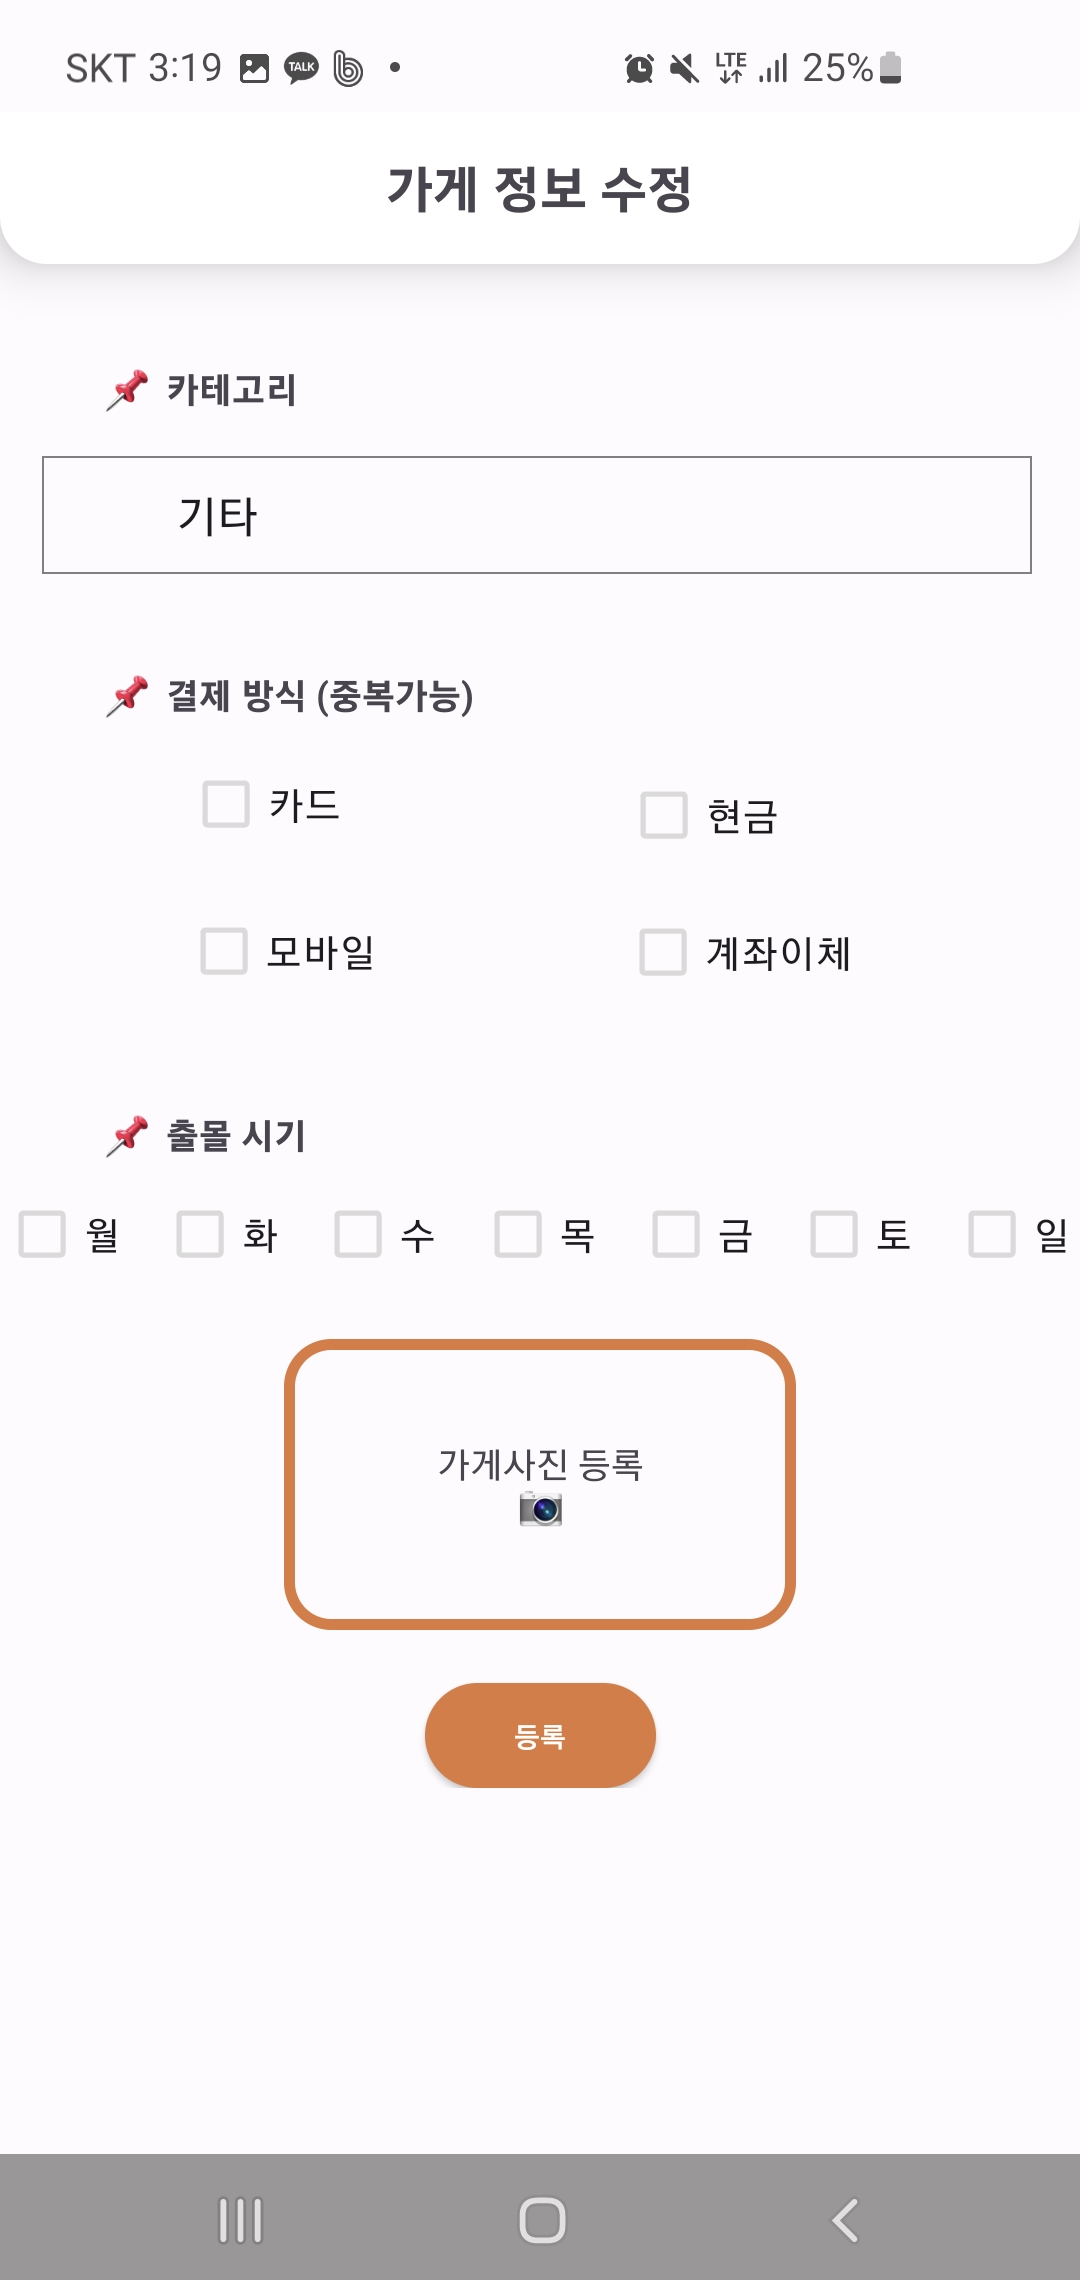 SKT 3:19 TALK LTE 25%
가게 정보 수정
📌 카테고리
기타
📌 결제 방식 (중복가능)
카드 현금
모바일 계좌이체
📌 출몰 시기
월 화 수 목 금 토 일
가게사진 등록
📷
등록